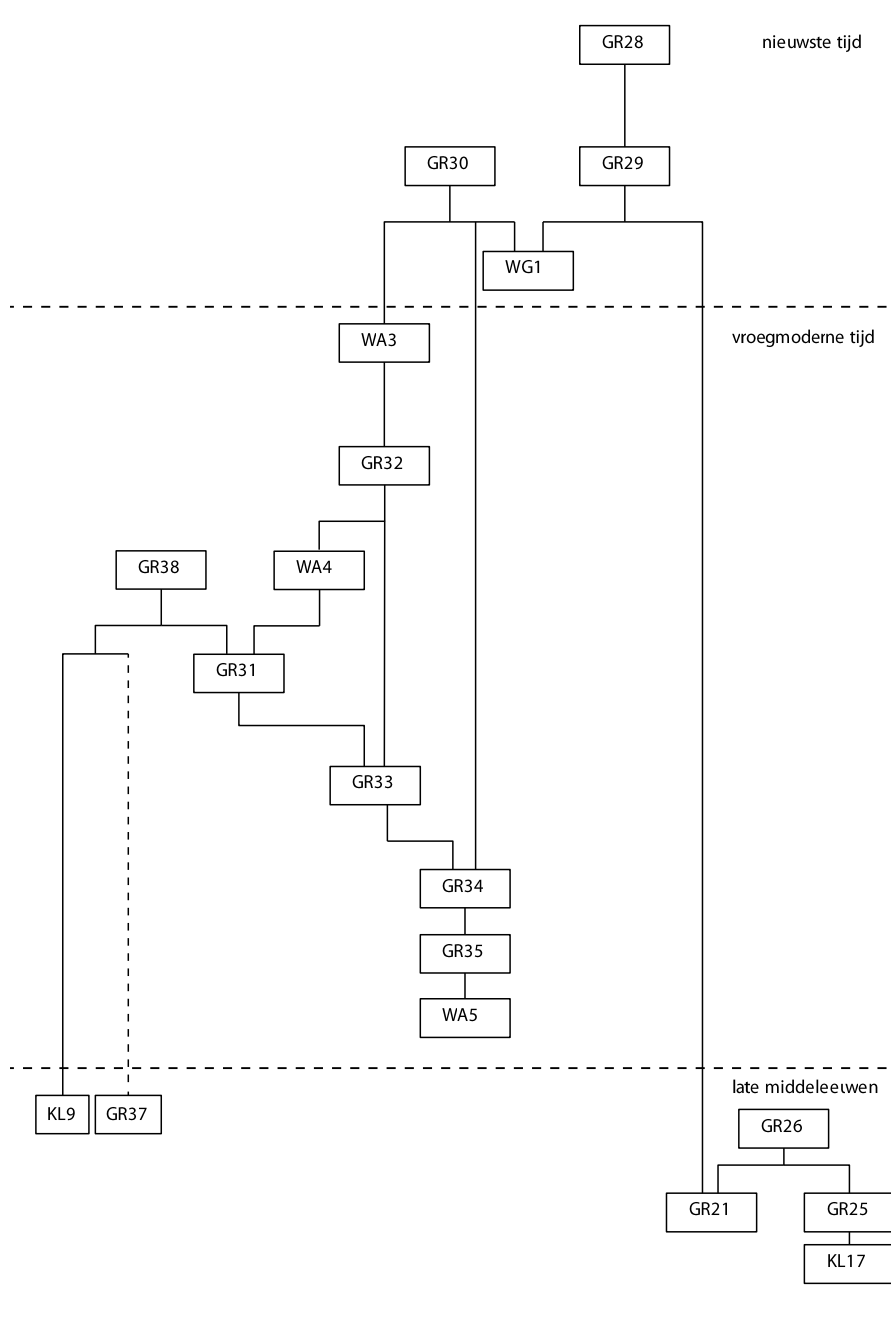 GR28
nieuwste tijd
GR30
GR29
WG1
WA3
vroegmoderne tijd
GR32
GR38
WA4
GR31
GR33
GR34
GR35
WA5
late middeleeuwen
KL9
GR37
GR26
GR21
GR25
KL17